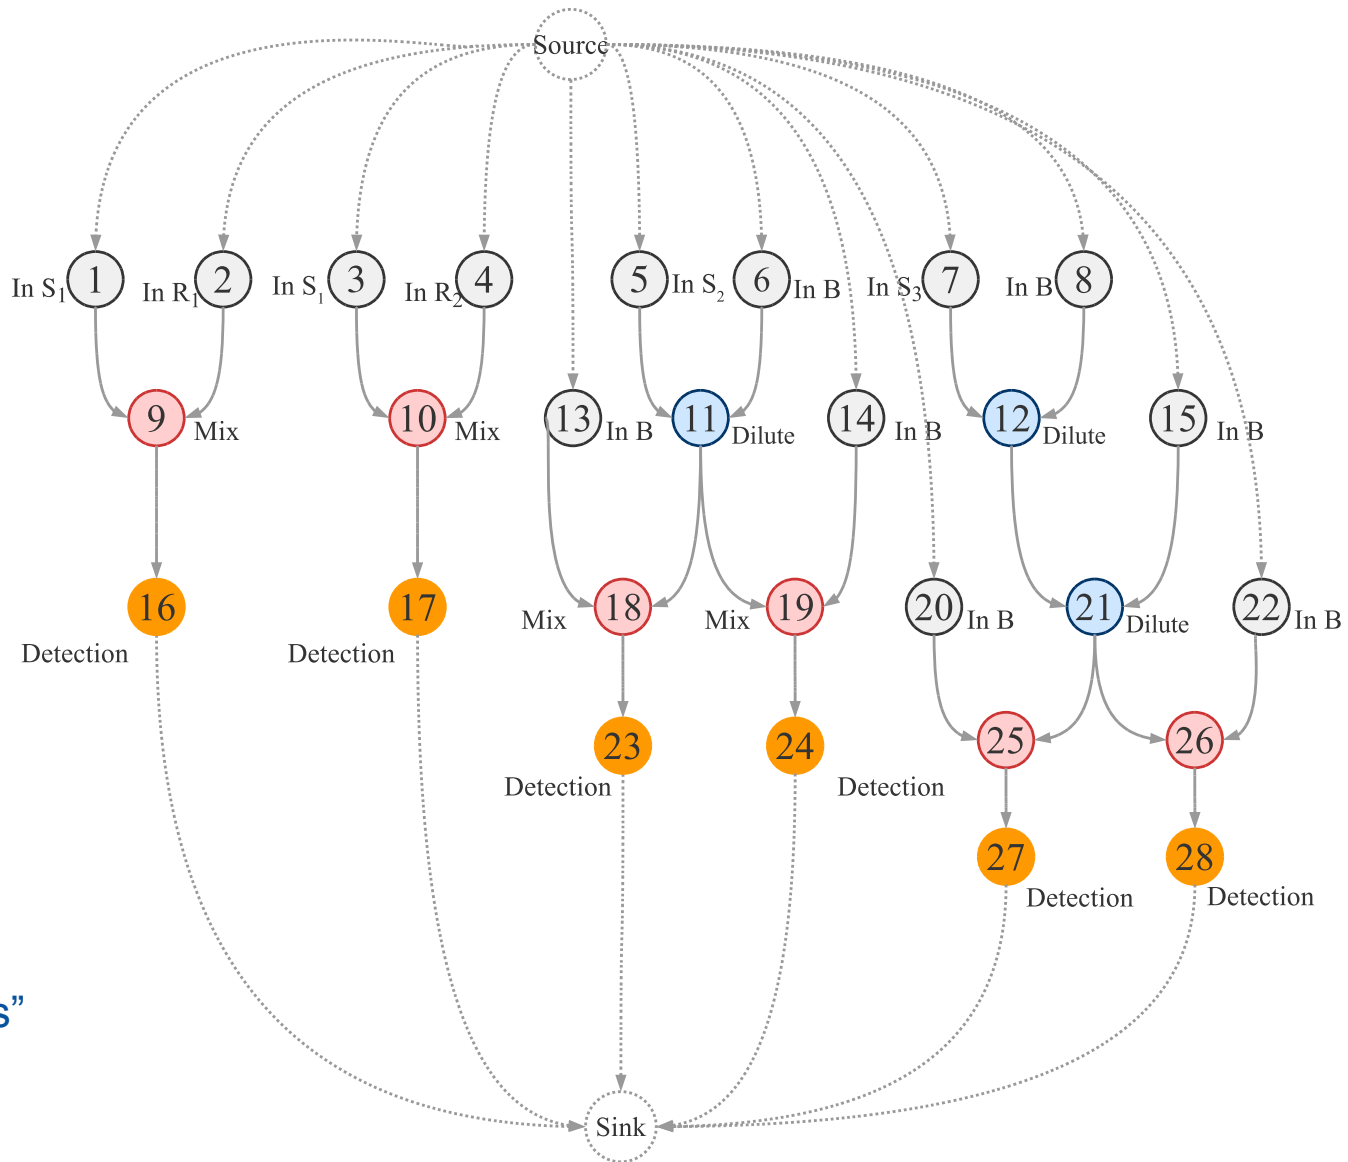 Source
In S1 1 In R1 2 In S1 3 In R2 4 5 In S2 6 In B In S3 7 In B 8
9 Mix 10 Mix 13 In B 11 Dilute 14 In B 12 Dilute 15 In B
16 17 Mix 18 Mix 19 20 In B 21 Dilute 22 In B
Detection Detection
23 24 25 26
Detection Detection
27 28
Detection Detection
s”
Sink